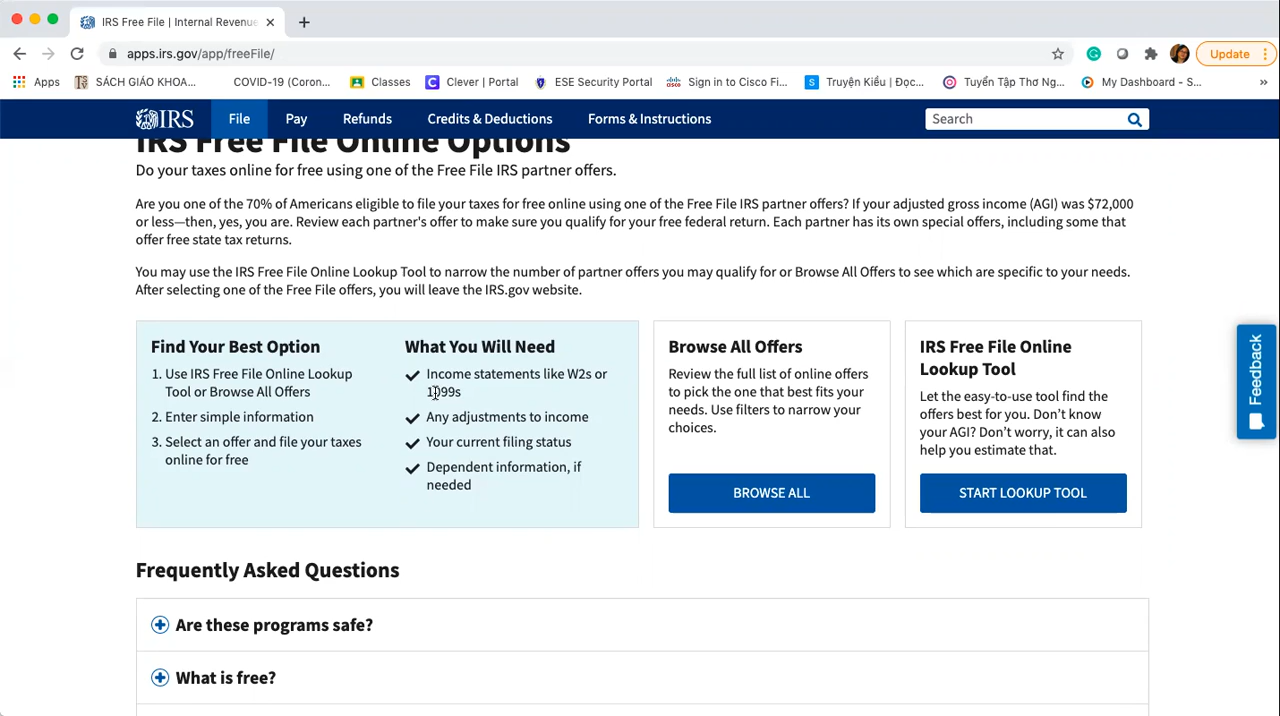 IRS Free File | Internal Revenue
apps.irs.gov/app/freeFile/
Update
Apps
SÁCH GIÁO KHOA...
COVID-19 (Coron...
Classes
Clever | Portal
ESE Security Portal
Sign in to Cisco Fi...
Truyện Kiều | Đọc...
Tuyển Tập Thơ Ng...
My Dashboard - S...
IRS
File
Pay
Refunds
Credits & Deductions
Forms & Instructions
Search
IRS Free File Online Options
Do your taxes online for free using one of the Free File IRS partner offers.
Are you one of the 70% of Americans eligible to file your taxes for free online using one of the Free File IRS partner offers? If your adjusted gross income (AGI) was $72,000
or less—then, yes, you are. Review each partner's offer to make sure you qualify for your free federal return. Each partner has its own special offers, including some that
offer free state tax returns.
You may use the IRS Free File Online Lookup Tool to narrow the number of partner offers you may qualify for or Browse All Offers to see which are specific to your needs.
After selecting one of the Free File offers, you will leave the IRS.gov website.
Find Your Best Option
1. Use IRS Free File Online Lookup
Tool or Browse All Offers
2. Enter simple information
3. Select an offer and file your taxes
online for free
What You Will Need
Income statements like W2s or
1099s
Any adjustments to income
Your current filing status
Dependent information, if
needed
Browse All Offers
Review the full list of online offers
to pick the one that best fits your
needs. Use filters to narrow your
choices.
BROWSE ALL
IRS Free File Online
Lookup Tool
Let the easy-to-use tool find the
offers best for you. Don’t know
your AGI? Don’t worry, it can also
help you estimate that.
START LOOKUP TOOL
Feedback
Frequently Asked Questions
Are these programs safe?
What is free?